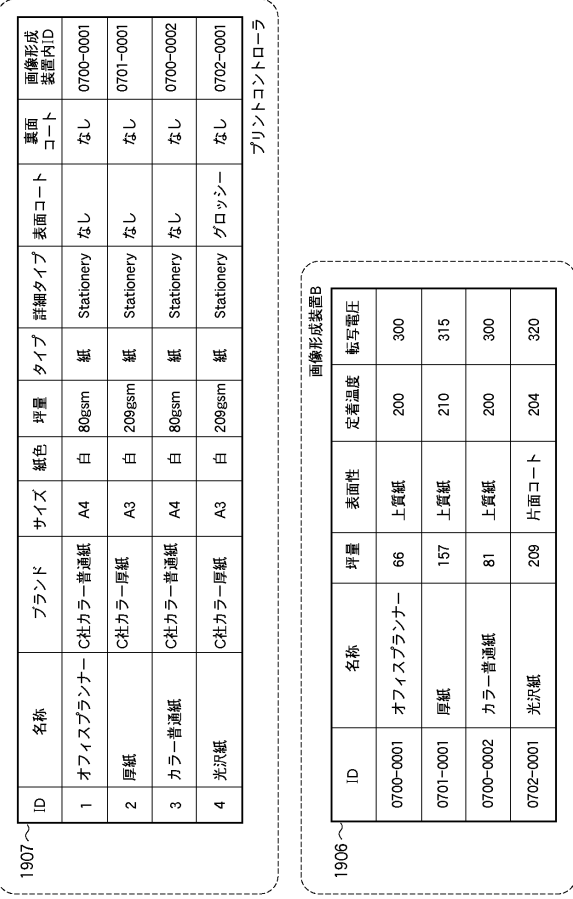 1907
ID 名称 ブランド サイズ 紙色 坪量 タイプ 詳細タイプ 表面コート 裏面コート 画像形成装置内ID
1 オフィスプランナー C社カラー普通紙 A4 白 80gsm 紙 Stationery なし なし 0700-0001
2 厚紙 C社カラー厚紙 A3 白 209gsm 紙 Stationery なし なし 0701-0001
3 カラー普通紙 C社カラー普通紙 A4 白 80gsm 紙 Stationery なし なし 0700-0002
4 光沢紙 C社カラー厚紙 A3 白 209gsm 紙 Stationery グロッシー なし 0702-0001
プリントコントローラ
画像形成装置B
1906
ID 名称 坪量 表面性 定着温度 転写電圧
0700-0001 オフィスプランナー 66 上質紙 200 300
0701-0001 厚紙 157 上質紙 210 315
0700-0002 カラー普通紙 81 上質紙 200 300
0702-0001 光沢紙 209 片面コート 204 320